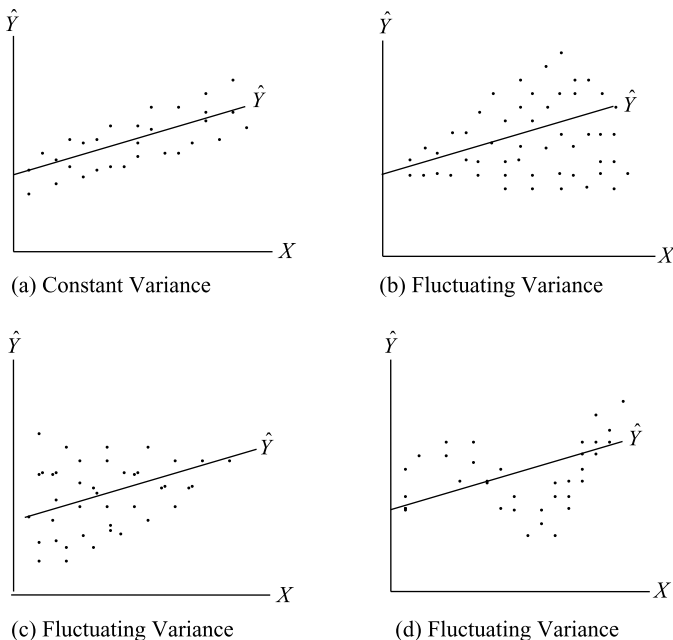 Ŷ
Ŷ
X
(a) Constant Variance
Ŷ
Ŷ
X
(b) Fluctuating Variance
Ŷ
Ŷ
X
(c) Fluctuating Variance
Ŷ
Ŷ
X
(d) Fluctuating Variance